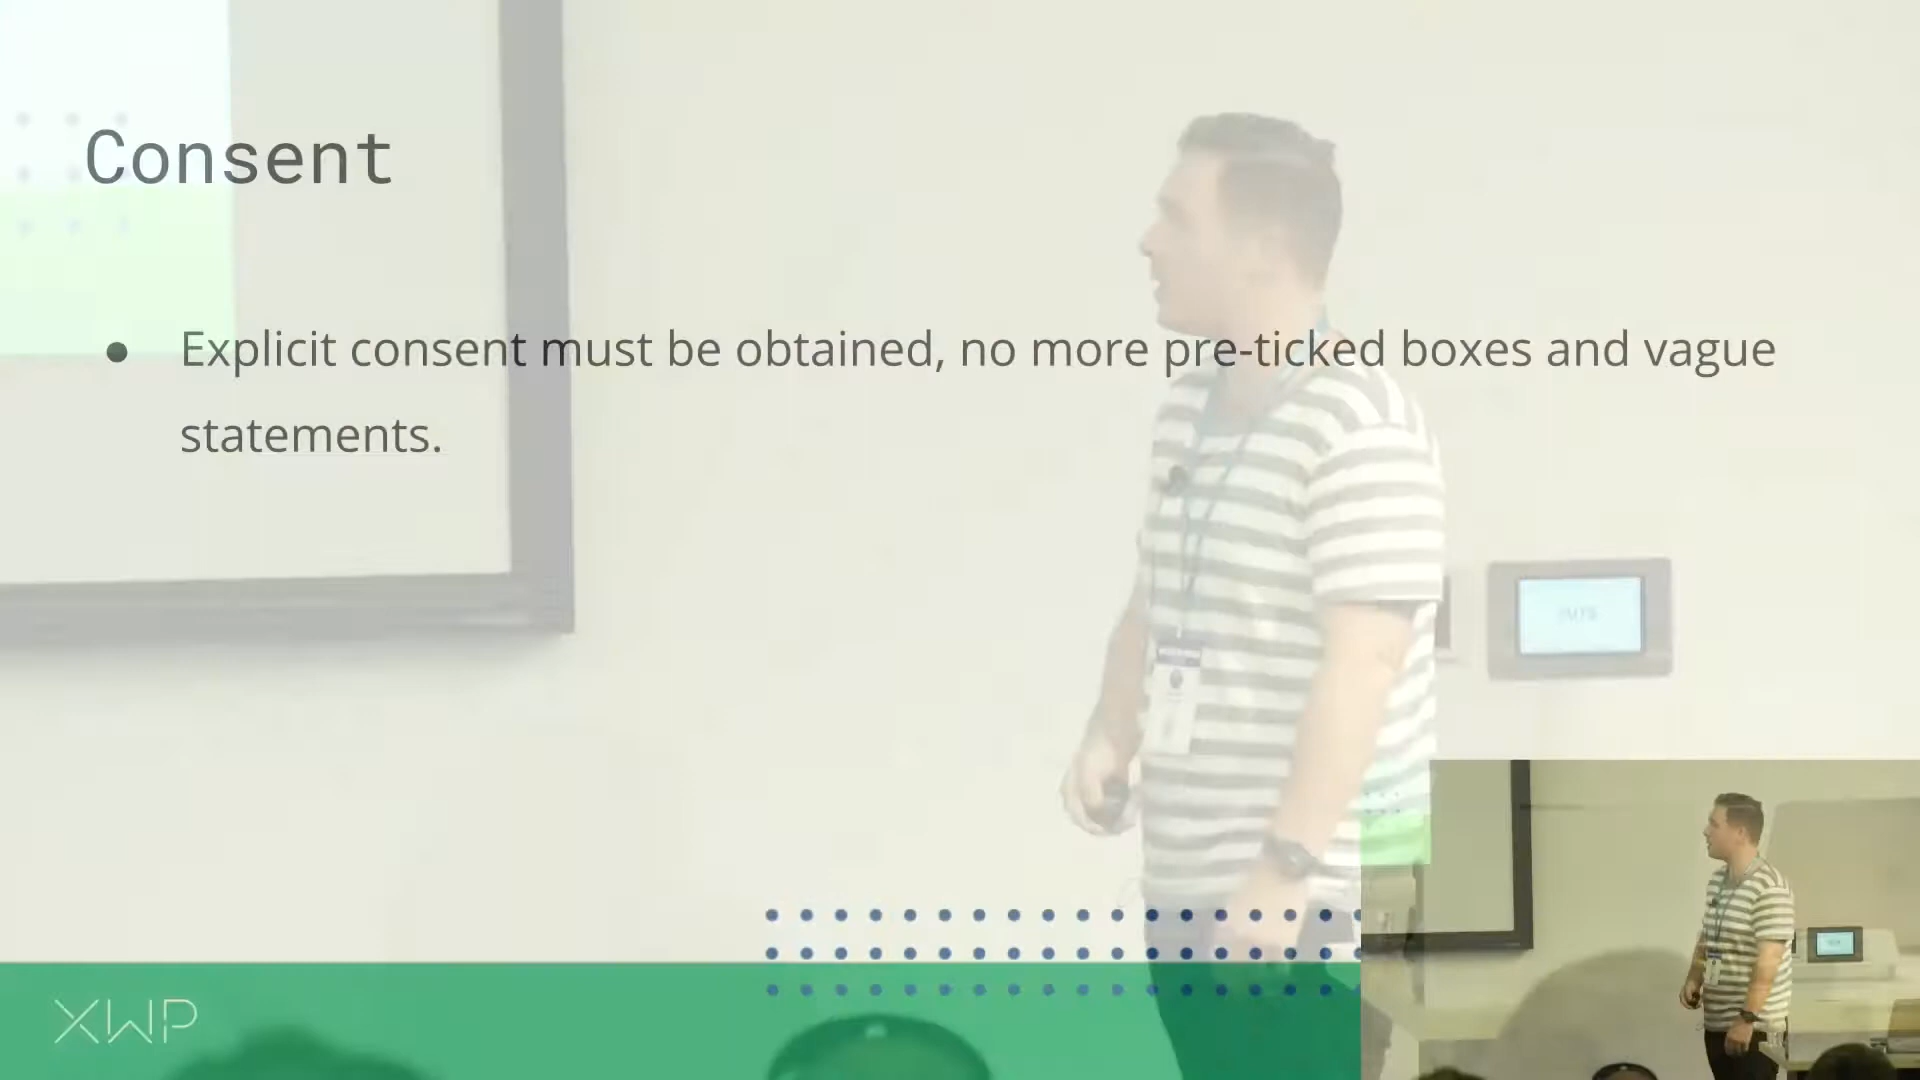 Consent
● Explicit consent must be obtained, no more pre-ticked boxes and vague
statements.
XWP